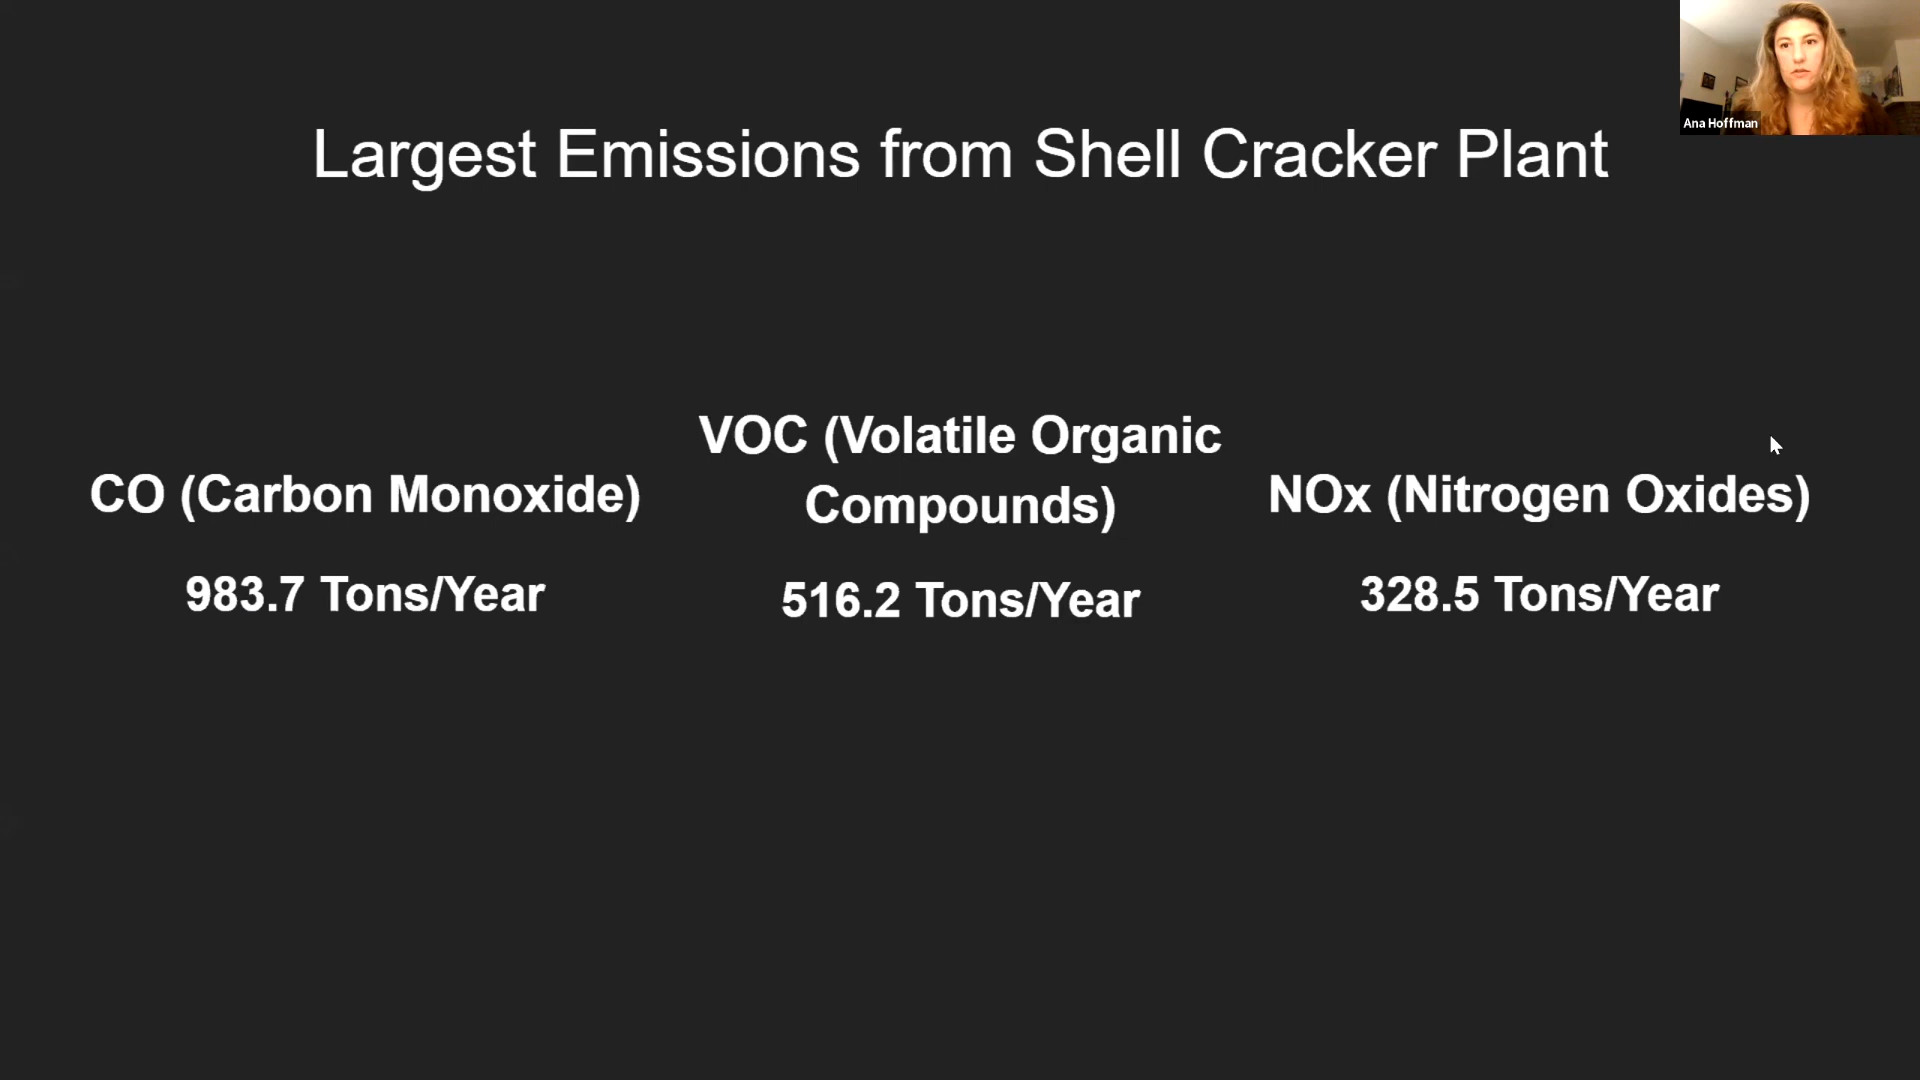 Ana Hoffman
Largest Emissions from Shell Cracker Plant
CO (Carbon Monoxide)
983.7 Tons/Year
VOC (Volatile Organic
Compounds)
516.2 Tons/Year
NOx (Nitrogen Oxides)
328.5 Tons/Year